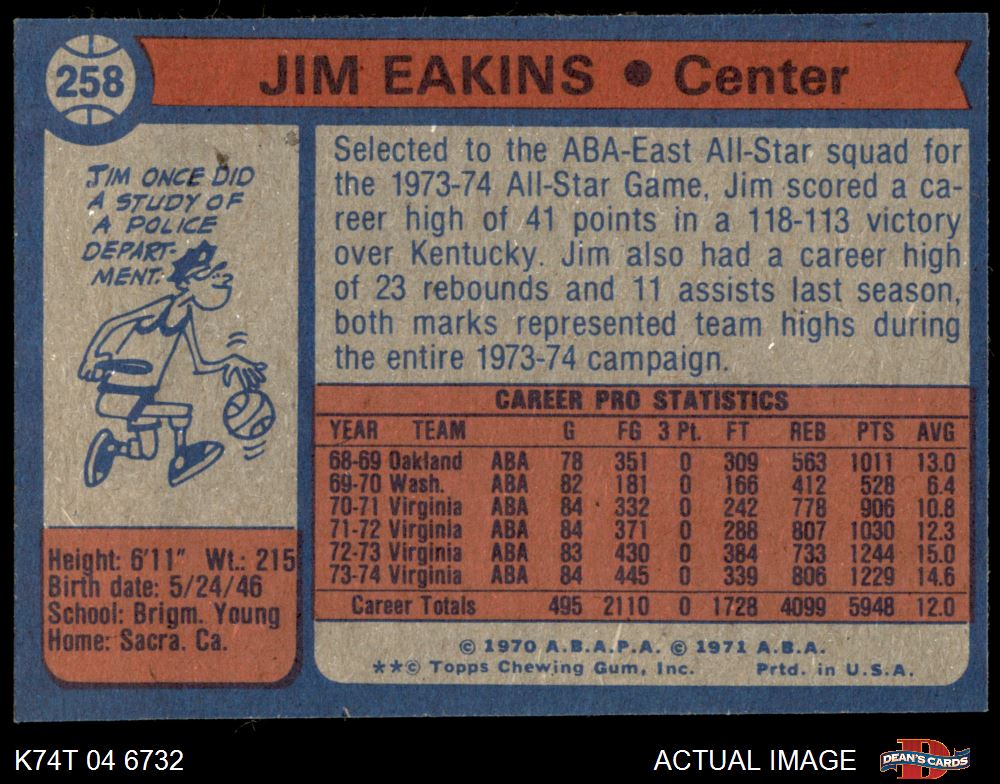 258
JIM EAKINS • Center
JIM ONCE DID
A STUDY OF
A POLICE
DEPART-
MENT.
Selected to the ABA-East All-Star squad for
the 1973-74 All-Star Game, Jim scored a ca-
reer high of 41 points in a 118-113 victory
over Kentucky. Jim also had a career high
of 23 rebounds and 11 assists last season,
both marks represented team highs during
the entire 1973-74 campaign.
CAREER PRO STATISTICS
YEAR TEAM G FG 3 Pt. FT REB PTS AVG
68-69 Oakland ABA 78 351 0 309 563 1011 13.0
69-70 Wash. ABA 82 181 0 166 412 528 6.4
70-71 Virginia ABA 84 332 0 242 778 906 10.8
71-72 Virginia ABA 84 371 0 288 807 1030 12.3
72-73 Virginia ABA 83 430 0 384 733 1244 15.0
73-74 Virginia ABA 84 445 0 339 806 1229 14.6
Career Totals 495 2110 0 1728 4099 5948 12.0
Height: 6'11" Wt.: 215
Birth date: 5/24/46
School: Brigm. Young
Home: Sacra. Ca.
© 1970 A.B.A.P.A. © 1971 A.B.A.
**© Topps Chewing Gum, Inc. Prtd. in U.S.A.
K74T 04 6732
ACTUAL IMAGE
D
DEAN'S CARDS